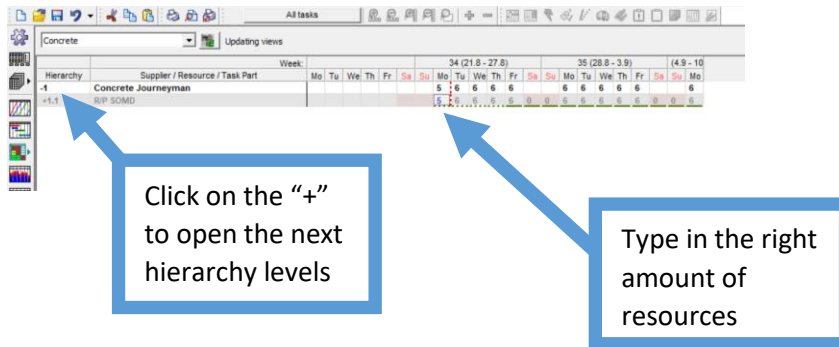 All tasks
Concrete Updating views
Week: 34 (21.8 - 27.8) 35 (28.8 - 3.9) (4.9 - 10
Hierarchy Supplier / Resource / Task Part Mo Tu We Th Fr Sa Su Mo Tu We Th Fr Sa Su Mo Tu We Th Fr Sa Su Mo
-1 Concrete Journeyman 5 6 6 6 6 6 6 6 6 6 6
+1.1 R/P SOMD 5 6 6 6 6 0 0 6 6 6 6 6 0 0 6
Click on the “+”
to open the next
hierarchy levels
Type in the right
amount of
resources